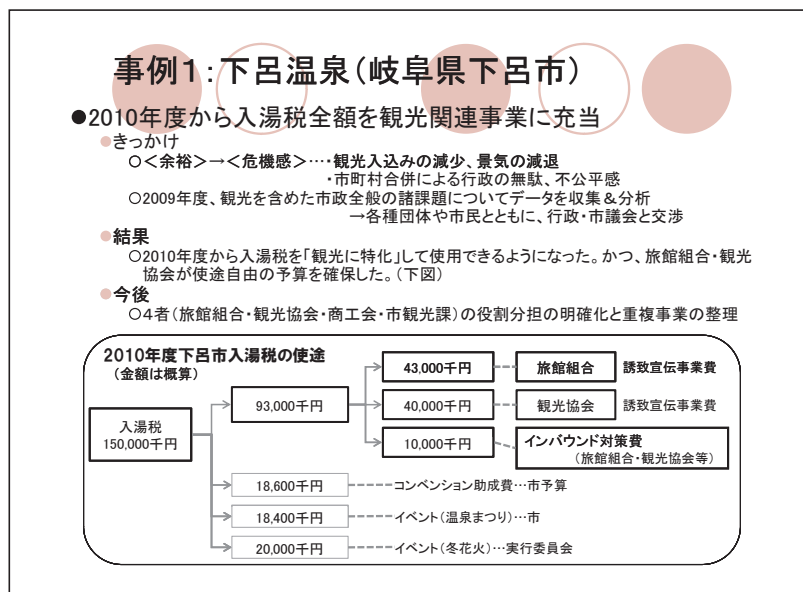 事例1:下呂温泉(岐阜県下呂市)
●2010年度から入湯税全額を観光関連事業に充当
●きっかけ
○<余裕>→<危機感>…・観光入込みの減少、景気の減退
・市町村合併による行政の無駄、不公平感
○2009年度、観光を含めた市政全般の諸課題についてデータを収集&分析
→各種団体や市民とともに、行政・市議会と交渉
●結果
○2010年度から入湯税を「観光に特化」して使用できるようになった。かつ、旅館組合・観光
協会が使途自由の予算を確保した。(下図)
●今後
○4者(旅館組合・観光協会・商工会・市観光課)の役割分担の明確化と重複事業の整理
2010年度下呂市入湯税の使途
(金額は概算)
入湯税
150,000千円
93,000千円
43,000千円 旅館組合 誘致宣伝事業費
40,000千円 観光協会 誘致宣伝事業費
10,000千円 インバウンド対策費
(旅館組合・観光協会等)
18,600千円 コンベンション助成費…市予算
18,400千円 イベント(温泉まつり)…市
20,000千円 イベント(冬花火)…実行委員会